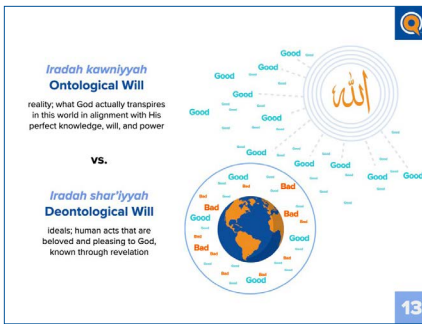 Iradah kawniyyah
Ontological Will
reality; what God actually transpires
in this world in alignment with His
perfect knowledge, will, and power
vs.
Iradah shar'iyyah
Deontological Will
ideals; human acts that are
beloved and pleasing to God,
known through revelation
Good
Good
Good
Good
Good
Good
الله
Good
Good
Good
Good
Good
Good
Bad
Bad
Bad
Good
Bad
Good
Bad
Good
13